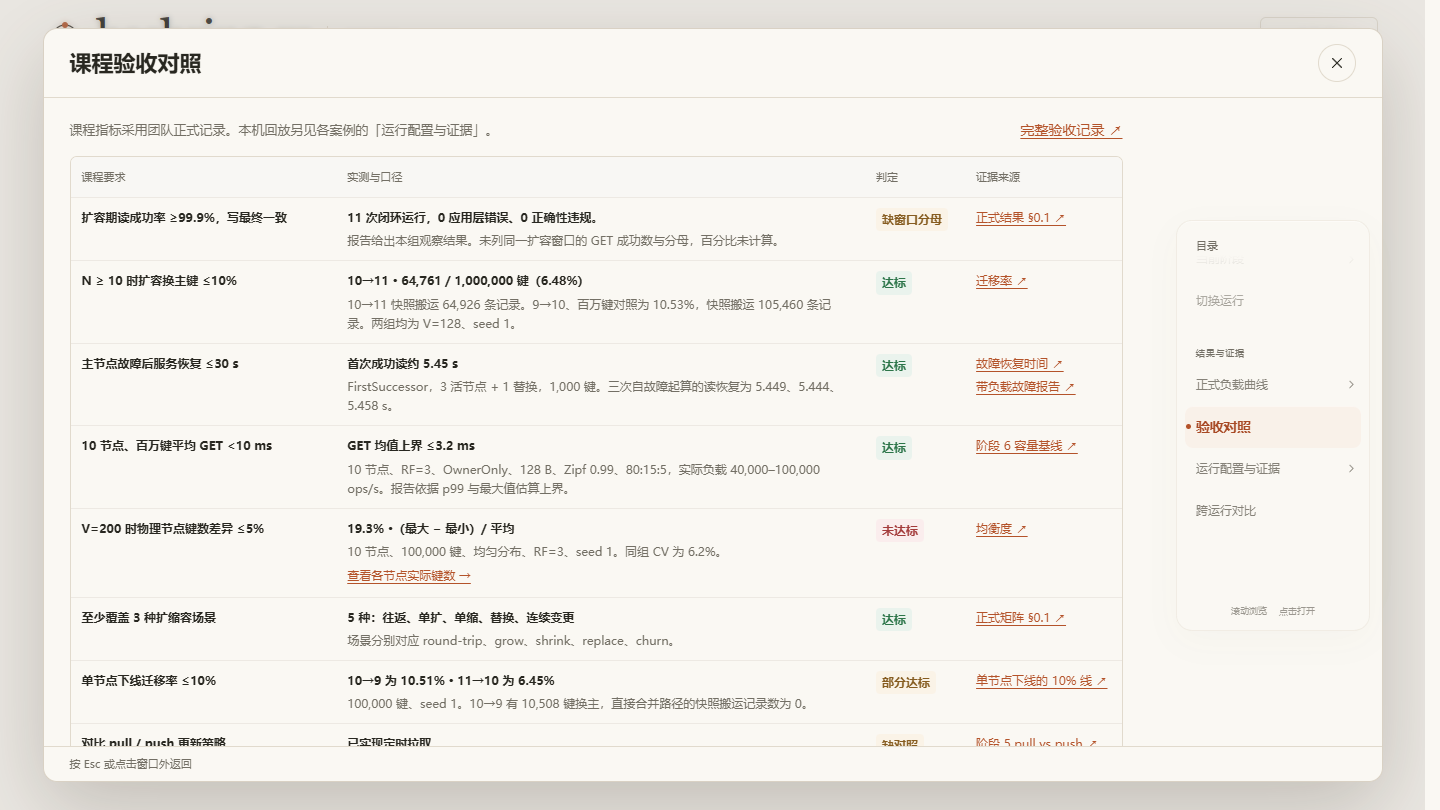 课程验收对照
课程指标采用团队正式记录。本机回放另见各案例的「运行配置与证据」。
完整验收记录 ↗
课程要求
实测与口径
判定
证据来源
扩容期读成功率 ≥99.9%，写最终一致
11 次闭环运行，0 应用层错误、0 正确性违规。
报告给出本组观察结果。未列同一扩容窗口的 GET 成功数与分母，百分比未计算。
缺窗口分母
正式结果 §0.1 ↗
N ≥ 10 时扩容换主键 ≤10%
10→11 • 64,761 / 1,000,000 键（6.48%）
10→11 快照搬运 64,926 条记录。9→10、百万键对照为 10.53%，快照搬运 105,460 条记
录。两组均为 V=128、seed 1。
达标
迁移率 ↗
主节点故障后服务恢复 ≤30 s
首次成功读约 5.45 s
FirstSuccessor，3 活节点 + 1 替换，1,000 键。三次自故障起算的读恢复为 5.449、5.444、
5.458 s。
达标
故障恢复时间 ↗
带负载故障报告 ↗
10 节点、百万键平均 GET <10 ms
GET 均值上界 ≤3.2 ms
10 节点、RF=3、OwnerOnly、128 B、Zipf 0.99、80:15:5，实际负载 40,000–100,000
ops/s。报告依据 p99 与最大值估算上界。
达标
阶段 6 容量基线 ↗
V=200 时物理节点键数差异 ≤5%
19.3% •（最大 − 最小）/ 平均
10 节点、100,000 键、均匀分布、RF=3、seed 1。同组 CV 为 6.2%。
查看各节点实际键数 →
未达标
均衡度 ↗
至少覆盖 3 种扩缩容场景
5 种：往返、单扩、单缩、替换、连续变更
场景分别对应 round-trip、grow、shrink、replace、churn。
达标
正式矩阵 §0.1 ↗
单节点下线迁移率 ≤10%
10→9 为 10.51% • 11→10 为 6.45%
100,000 键、seed 1。10→9 有 10,508 键换主，直接合并路径的快照搬运记录数为 0。
部分达标
单节点下线的 10% 线 ↗
对比 pull / push 更新策略
已实现定时拉取
缺对照
阶段 5 pull vs push ↗
目录
切换运行
结果与证据
正式负载曲线
验收对照
运行配置与证据
跨运行对比
滚动浏览 点击打开
按 Esc 或点击窗口外返回